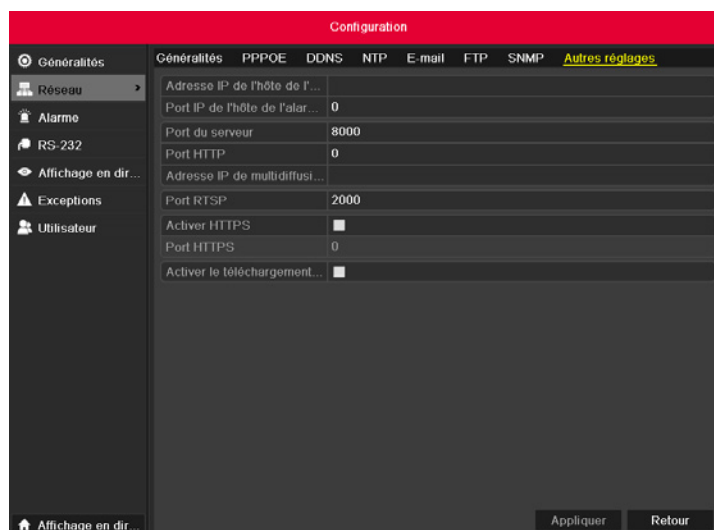 Configuration
Généralités
Réseau
Alarme
RS-232
Affichage en dir...
Exceptions
Utilisateur
Affichage en dir...
Généralités PPPOE DDNS NTP E-mail FTP SNMP Autres réglages
Adresse IP de l'hôte de l'...
Port IP de l'hôte de l'alar... 0
Port du serveur 8000
Port HTTP 0
Adresse IP de multidiffusi...
Port RTSP 2000
Activer HTTPS
Port HTTPS 0
Activer le téléchargement...
Appliquer Retour